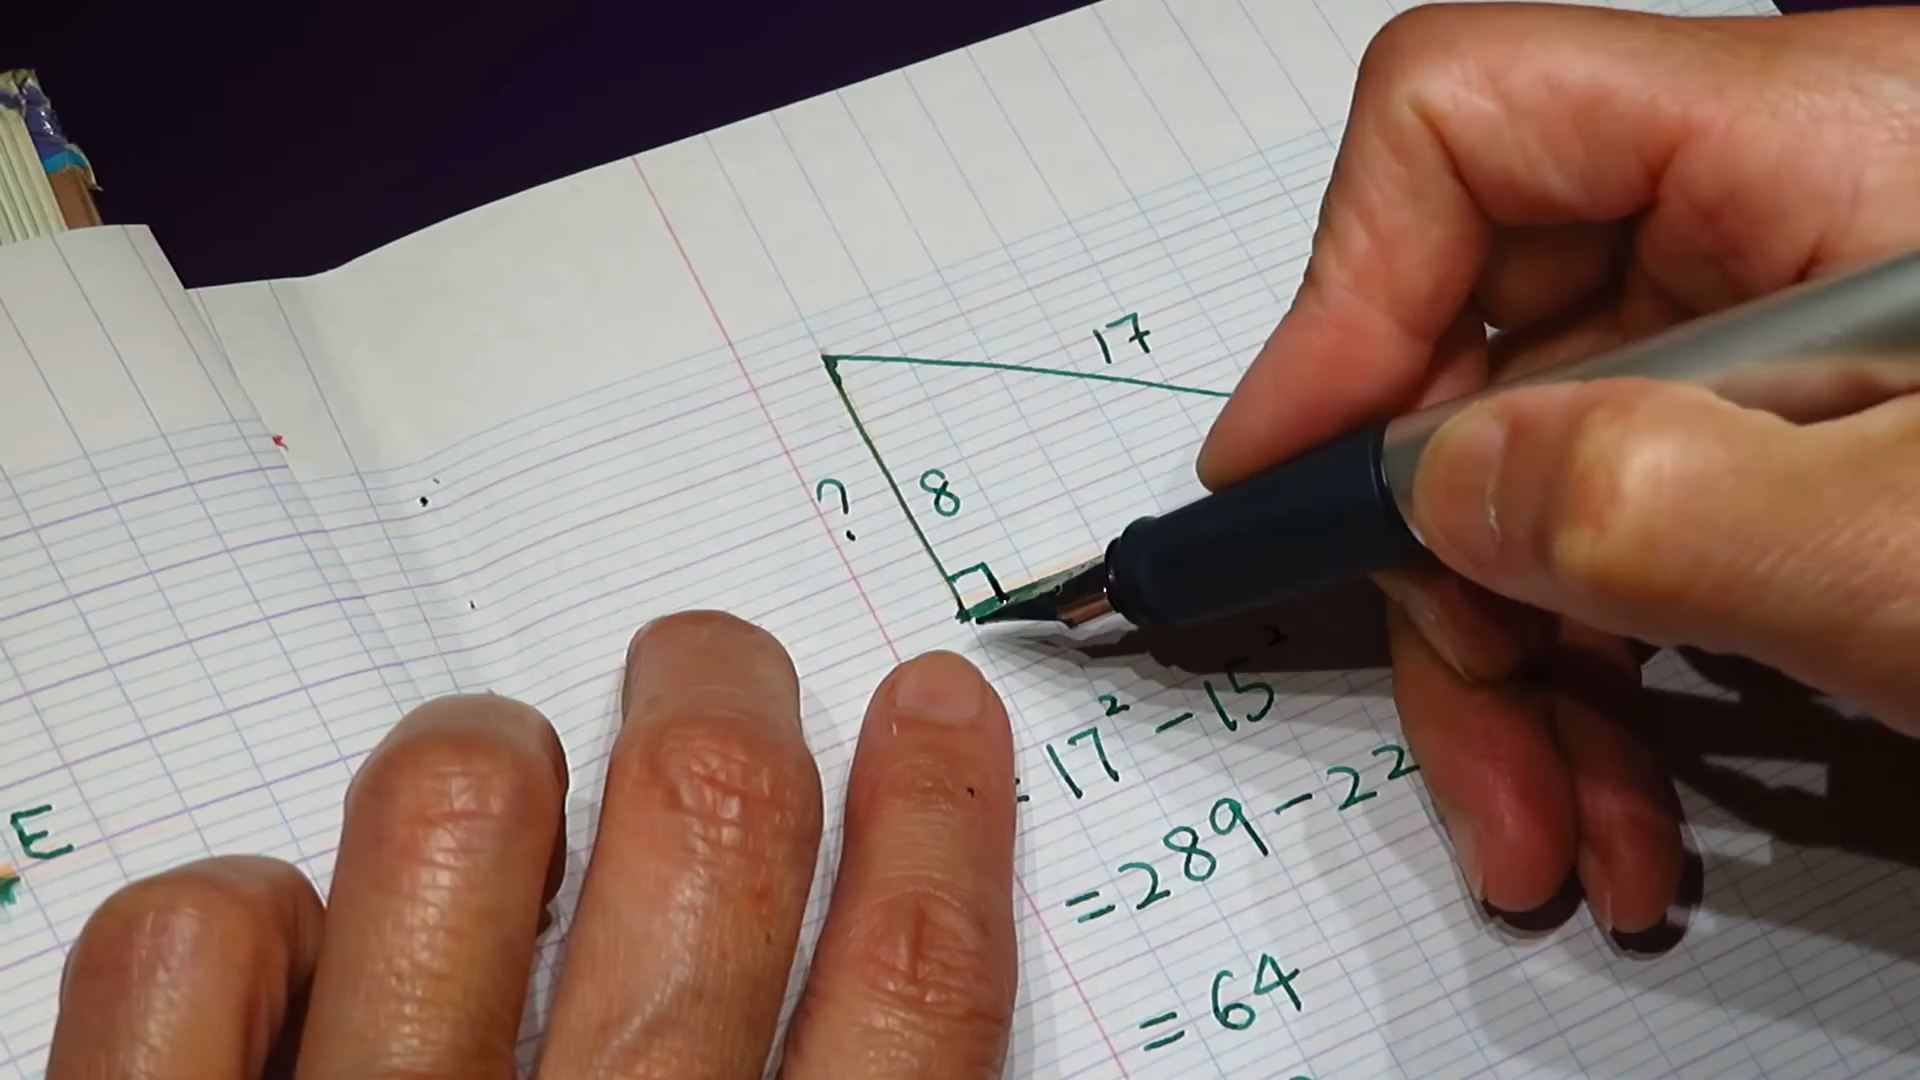 17
? 8
= 17² - 15²
= 289 - 22
= 64
E